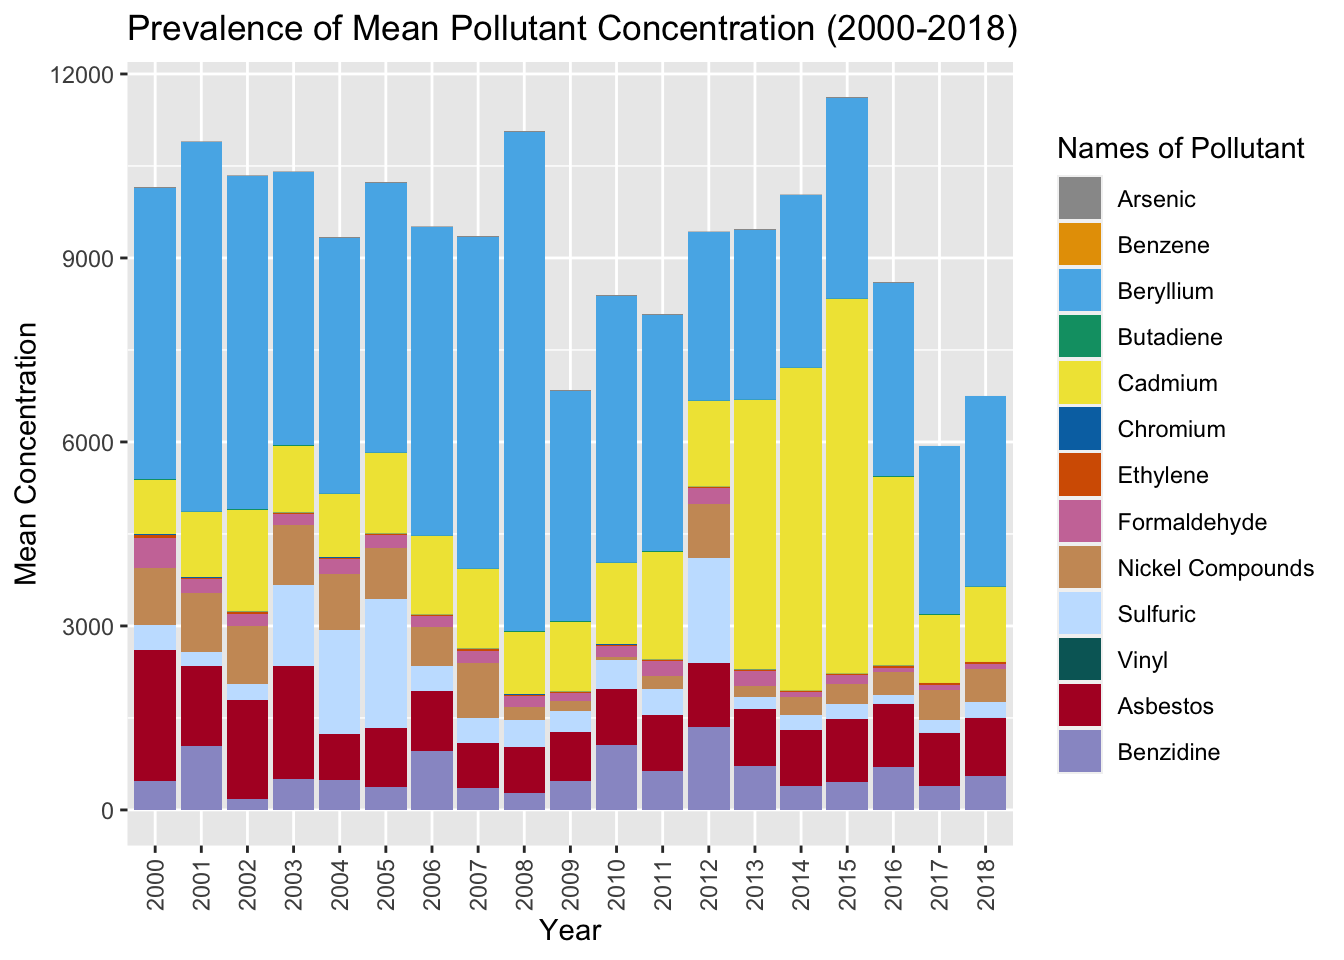 Prevalence of Mean Pollutant Concentration (2000-2018)
12000
9000
6000
3000
0
Mean Concentration
2000
2001
2002
2003
2004
2005
2006
2007
2008
2009
2010
2011
2012
2013
2014
2015
2016
2017
2018
Year
Names of Pollutant
Arsenic
Benzene
Beryllium
Butadiene
Cadmium
Chromium
Ethylene
Formaldehyde
Nickel Compounds
Sulfuric
Vinyl
Asbestos
Benzidine